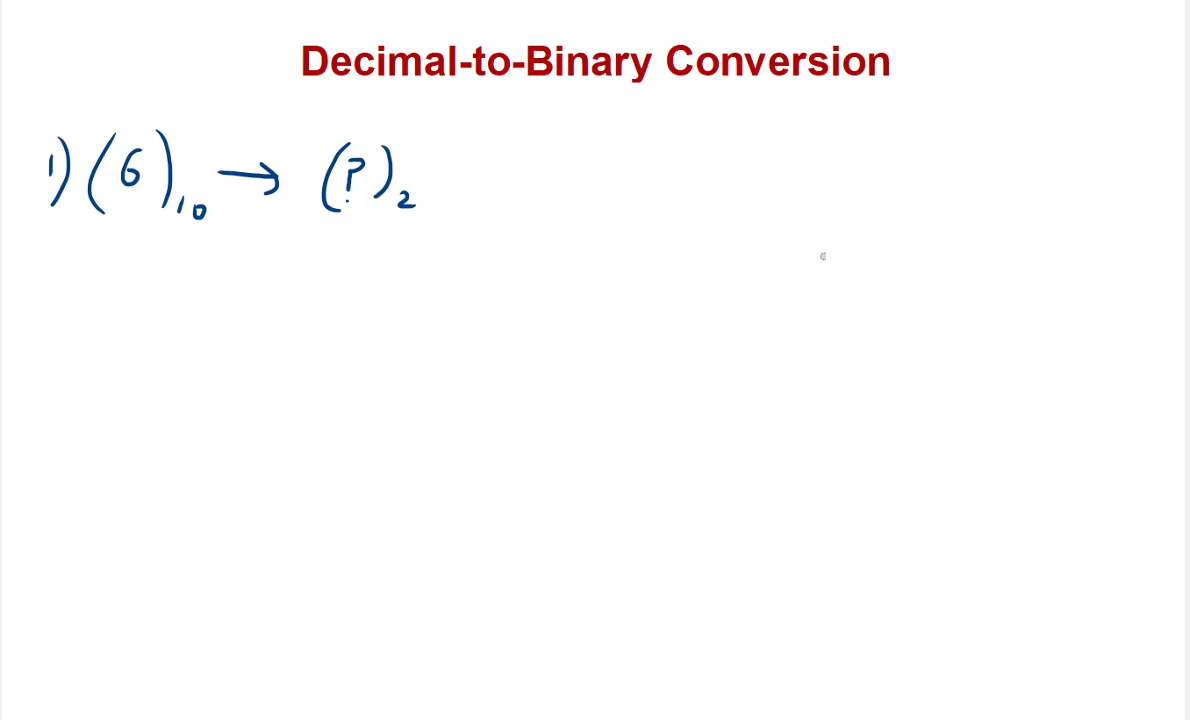 Decimal-to-Binary Conversion
1) (6)₁₀ → (?)₂